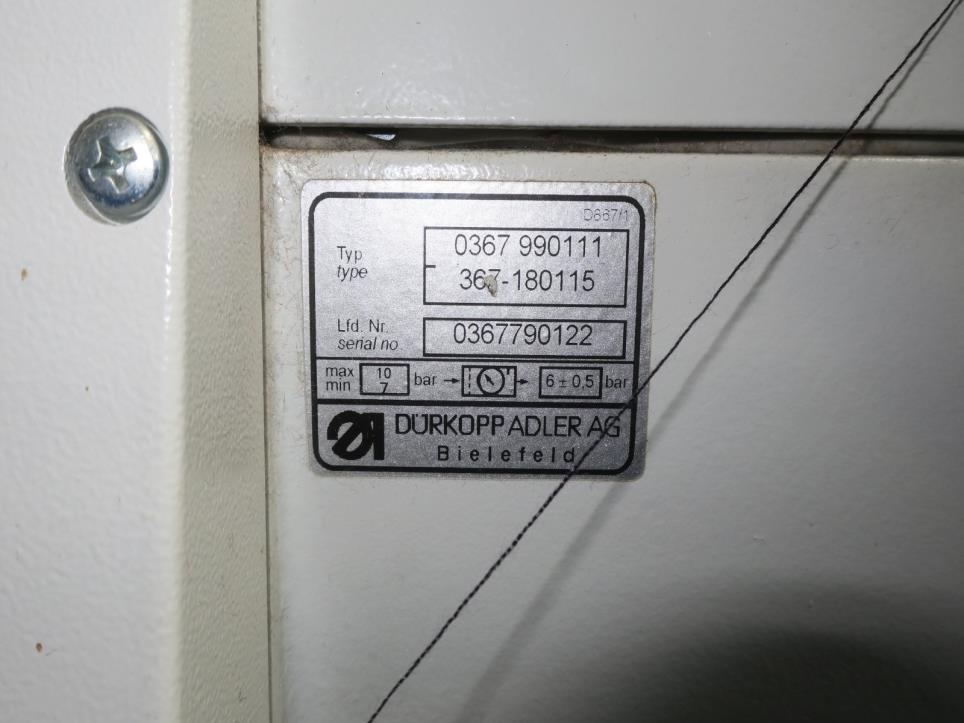 D667/1
Typ
type
0367 990111
367-180115
Lfd. Nr.
serial no
0367790122
max
min
10
7
bar
6 ± 0,5 bar
DÜRKOPP ADLER AG
Bielefeld